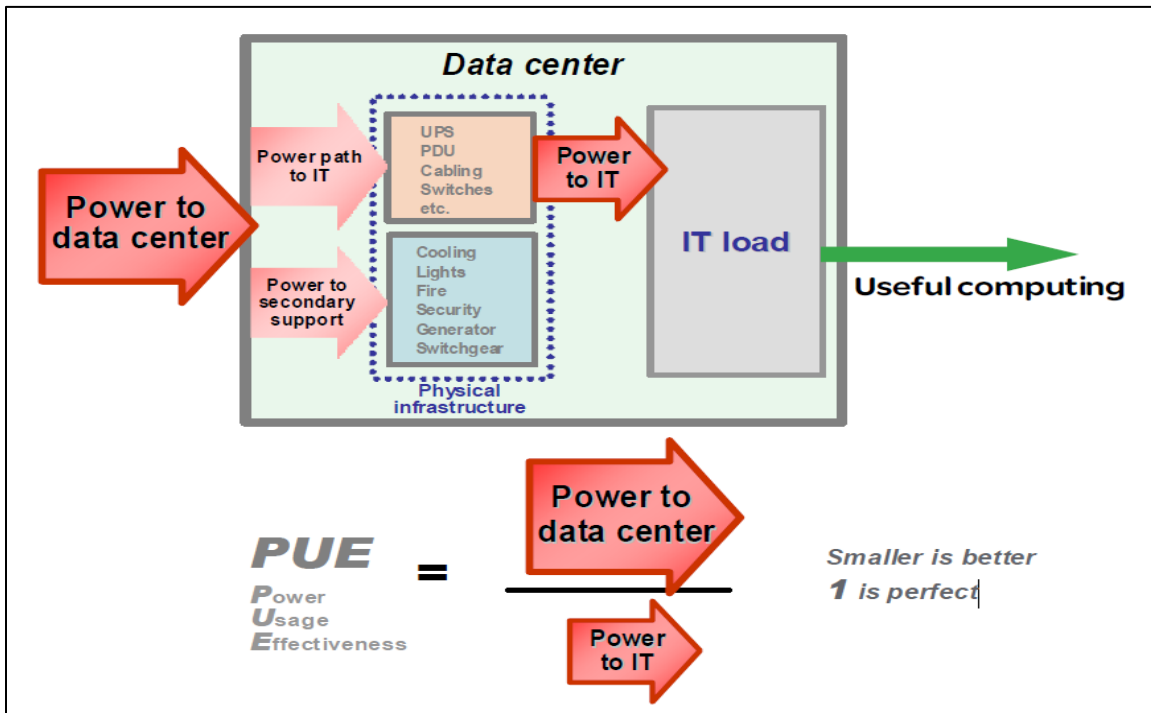 Data center
Power to
data center
Power path
to IT
UPS
PDU
Cabling
Switches
etc.
Power
to IT
IT load
Power to
secondary
support
Cooling
Lights
Fire
Security
Generator
Switchgear
Physical
infrastructure
Useful computing
PUE
Power
Usage
Effectiveness
=
Power to
data center
Power
to IT
Smaller is better
1 is perfect